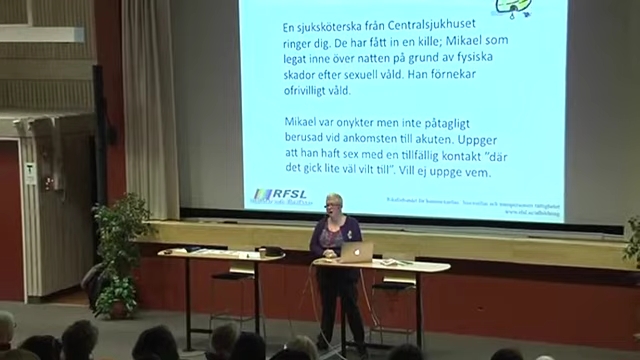 En sjuksköterska från Centralsjukhuset
ringer dig. De har fått in en kille; Mikael som
legat inne över natten på grund av fysiska
skador efter sexuell våld. Han förnekar
ofrivilligt våld.
Mikael var onykter men inte påtagligt
berusad vid ankomsten till akuten. Uppger
att han haft sex med en tillfällig kontakt ”där
det gick lite väl vilt till”. Vill ej uppge vem.
RFSL